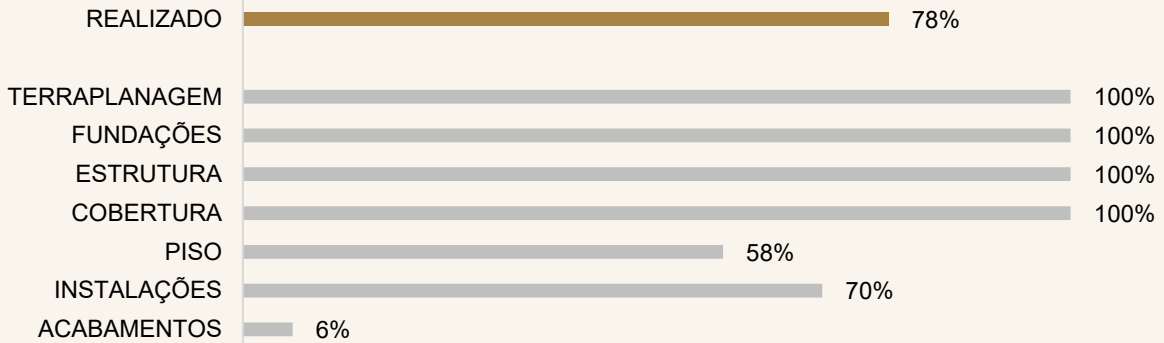 REALIZADO 78%
TERRAPLANAGEM 100%
FUNDAÇÕES 100%
ESTRUTURA 100%
COBERTURA 100%
PISO 58%
INSTALAÇÕES 70%
ACABAMENTOS 6%